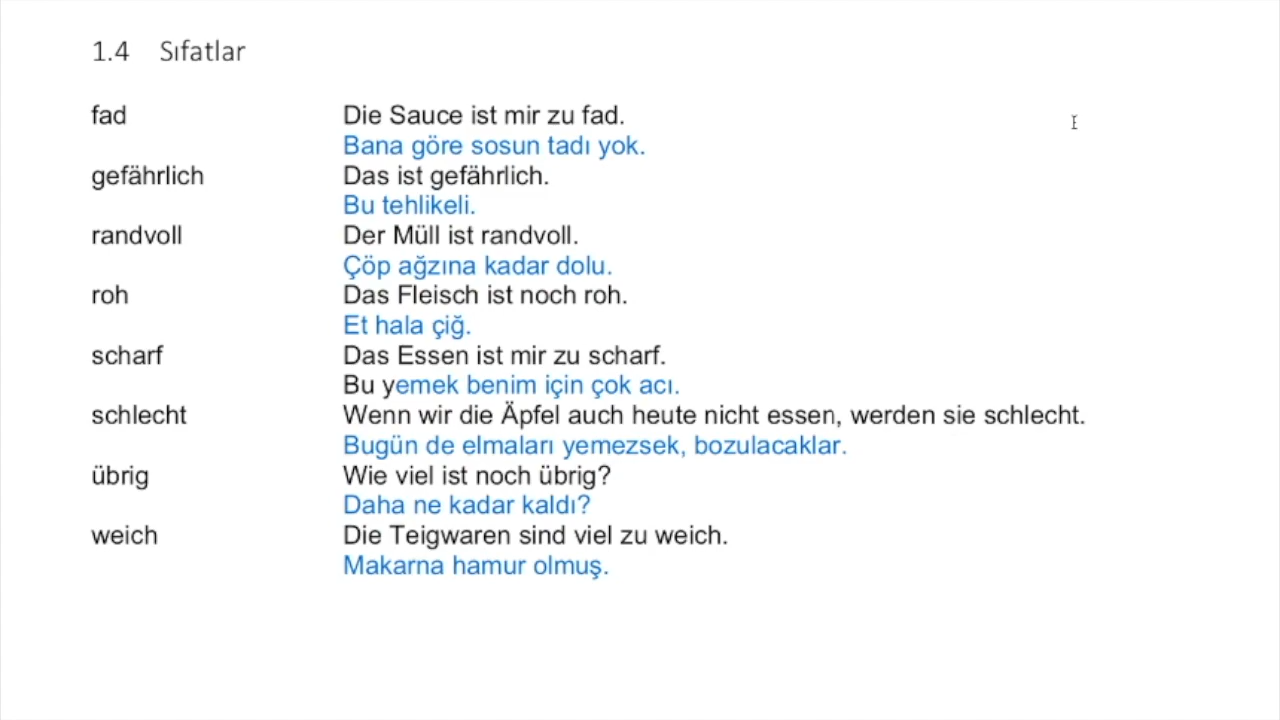 1.4 Sıfatlar
fad Die Sauce ist mir zu fad.
Bana göre sosun tadı yok.
gefährlich Das ist gefährlich.
Bu tehlikeli.
randvoll Der Müll ist randvoll.
Çöp ağzına kadar dolu.
roh Das Fleisch ist noch roh.
Et hala çiğ.
scharf Das Essen ist mir zu scharf.
Bu yemek benim için çok acı.
schlecht Wenn wir die Äpfel auch heute nicht essen, werden sie schlecht.
Bugün de elmaları yemezsek, bozulacaklar.
übrig Wie viel ist noch übrig?
Daha ne kadar kaldı?
weich Die Teigwaren sind viel zu weich.
Makarna hamur olmuş.